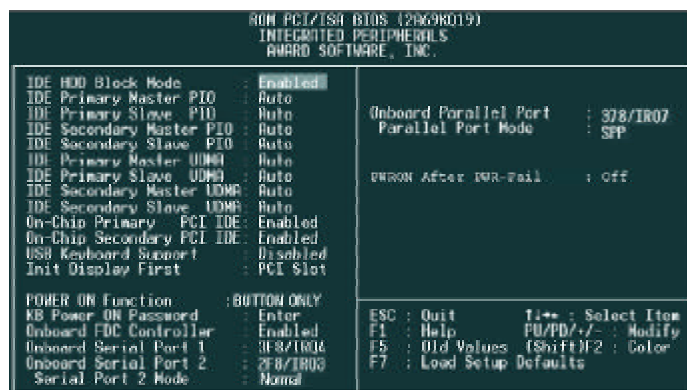 ROM PCI/ISA BIOS (2A69KQ19)
INTEGRATED PERIPHERALS
AWARD SOFTWARE, INC.
IDE HDD Block Mode : Enabled
IDE Primary Master PIO : Auto
IDE Primary Slave PIO : Auto
IDE Secondary Master PIO : Auto
IDE Secondary Slave PIO : Auto
IDE Primary Master UDMA : Auto
IDE Primary Slave UDMA : Auto
IDE Secondary Master UDMA: Auto
IDE Secondary Slave UDMA: Auto
On-Chip Primary PCI IDE: Enabled
On-Chip Secondary PCI IDE: Enabled
USB Keyboard Support : Disabled
Init Display First : PCI Slot
POWER ON Function :BUTTON ONLY
KB Power ON Password : Enter
Onboard FDC Controller : Enabled
Onboard Serial Port 1 : 3F8/IRQ4
Onboard Serial Port 2 : 2F8/IRQ3
Serial Port 2 Mode : Normal
Onboard Parallel Port : 378/IRQ7
Parallel Port Mode : SPP
PWRON After PWR-Fail : Off
ESC : Quit ↑↓→← : Select Item
F1 : Help PU/PD/+/- : Modify
F5 : Old Values (Shift)F2 : Color
F7 : Load Setup Defaults